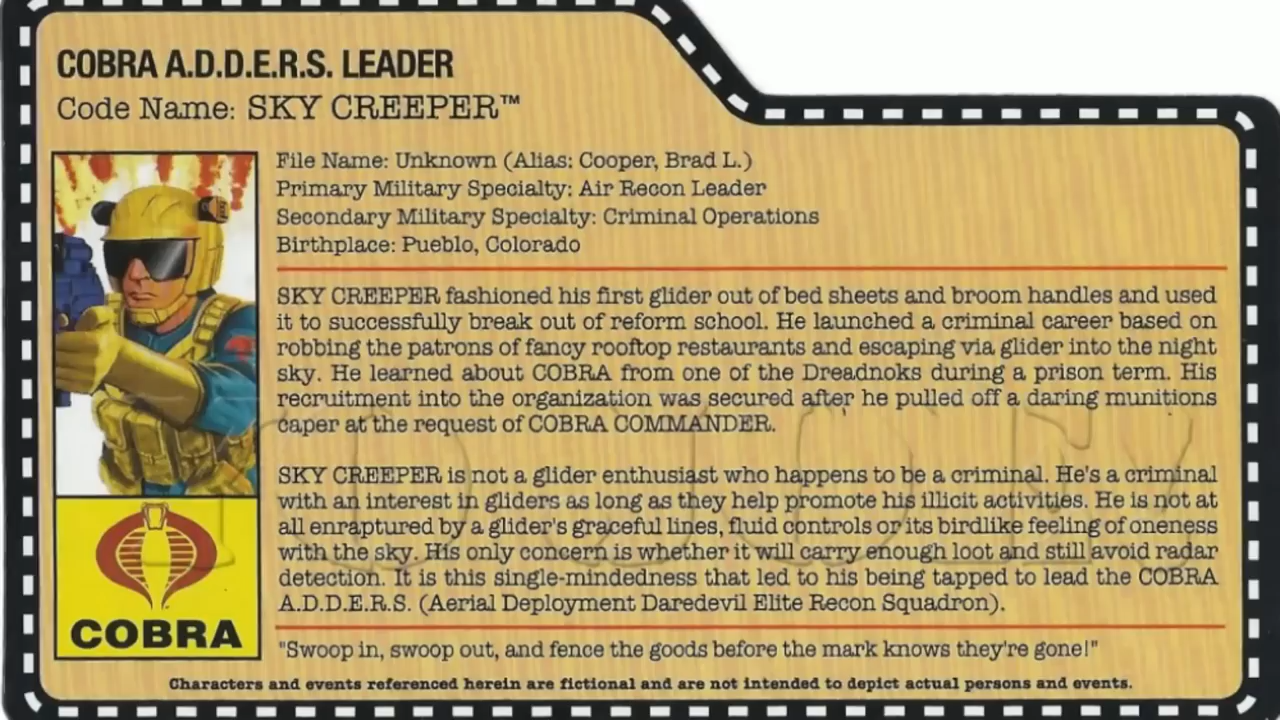 COBRA A.D.D.E.R.S. LEADER
Code Name: SKY CREEPER™
File Name: Unknown (Alias: Cooper, Brad L.)
Primary Military Specialty: Air Recon Leader
Secondary Military Specialty: Criminal Operations
Birthplace: Pueblo, Colorado
SKY CREEPER fashioned his first glider out of bed sheets and broom handles and used
it to successfully break out of reform school. He launched a criminal career based on
robbing the patrons of fancy rooftop restaurants and escaping via glider into the night
sky. He learned about COBRA from one of the Dreadnoks during a prison term. His
recruitment into the organization was secured after he pulled off a daring munitions
caper at the request of COBRA COMMANDER.
SKY CREEPER is not a glider enthusiast who happens to be a criminal. He's a criminal
with an interest in gliders as long as they help promote his illicit activities. He is not at
all enraptured by a glider's graceful lines, fluid controls or its birdlike feeling of oneness
with the sky. His only concern is whether it will carry enough loot and still avoid radar
detection. It is this single-mindedness that led to his being tapped to lead the COBRA
A.D.D.E.R.S. (Aerial Deployment Daredevil Elite Recon Squadron).
COBRA
"Swoop in, swoop out, and fence the goods before the mark knows they're gone!"
Characters and events referenced herein are fictional and are not intended to depict actual persons and events.